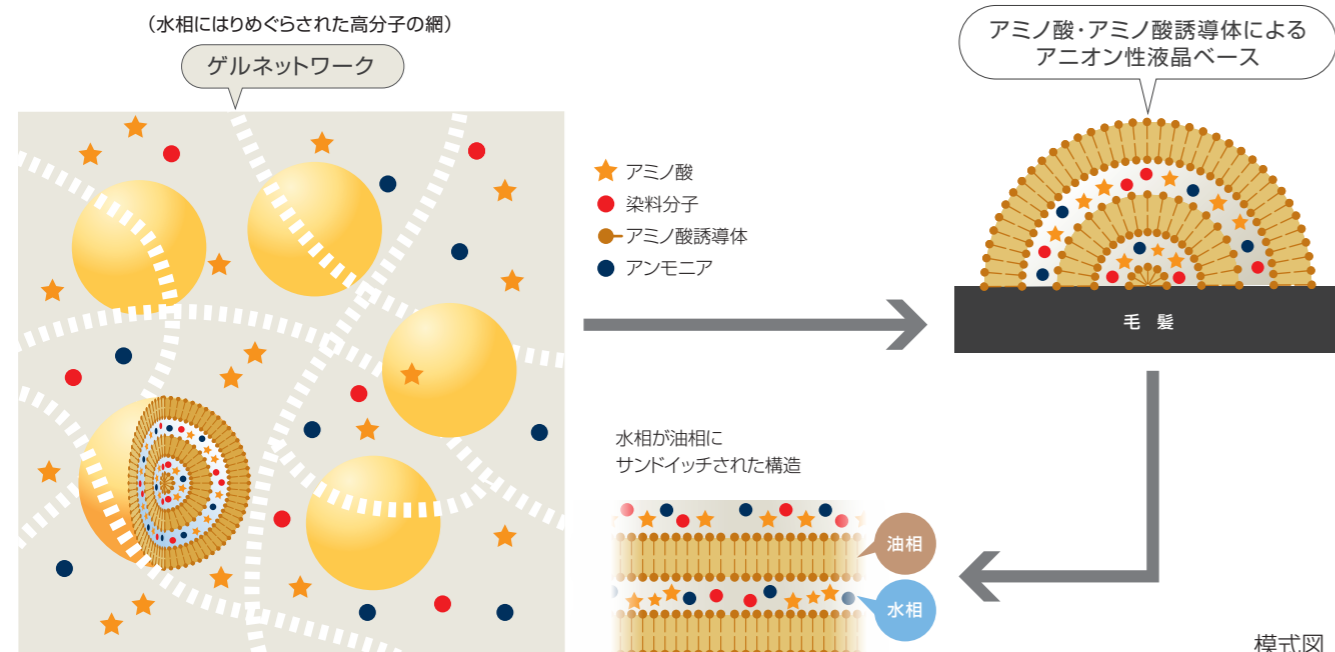 （水相にはりめぐらされた高分子の網）
ゲルネットワーク
アミノ酸・アミノ酸誘導体による
アニオン性液晶ベース
アミノ酸
染料分子
アミノ酸誘導体
アンモニア
毛 髪
水相が油相に
サンドイッチされた構造
油相
水相
模式図